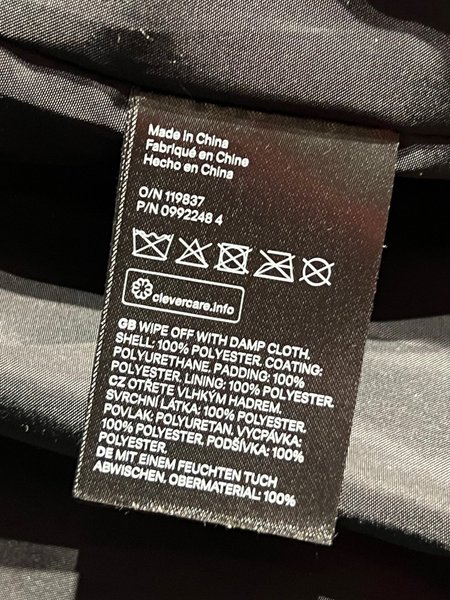 Made in China
Fabriqué en Chine
Hecho en China
O/N 119837
P/N 0992248 4
clevercare.info
GB WIPE OFF WITH DAMP CLOTH.
SHELL: 100% POLYESTER. COATING:
POLYURETHANE. PADDING: 100%
POLYESTER. LINING: 100% POLYESTER.
CZ OTŘETE VLHKÝM HADREM.
SVRCHNÍ LÁTKA: 100% POLYESTER.
POVLAK: POLYURETAN. VYCPÁVKA:
100% POLYESTER. PODŠÍVKA: 100%
POLYESTER.
DE MIT EINEM FEUCHTEN TUCH
ABWISCHEN. OBERMATERIAL: 100%